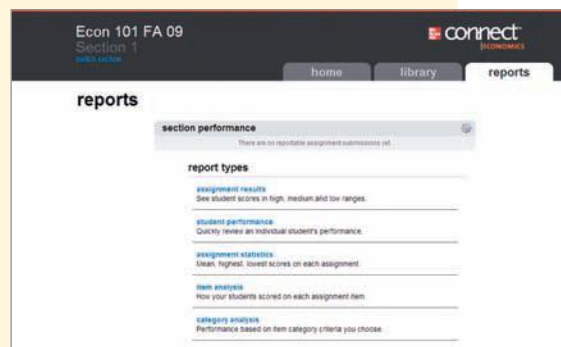 Econ 101 FA 09
Section 1
connect
ECONOMICS
home
library
reports
reports
section performance
There are no reportable assignment submissions yet.
report types
assignment results
See student scores in high, medium and low ranges.
student performance
Quickly review an individual student's performance.
assignment statistics
Mean, highest, lowest scores on each assignment.
item analysis
How your students scored on each assignment item.
category analysis
Performance based on item category criteria you choose.